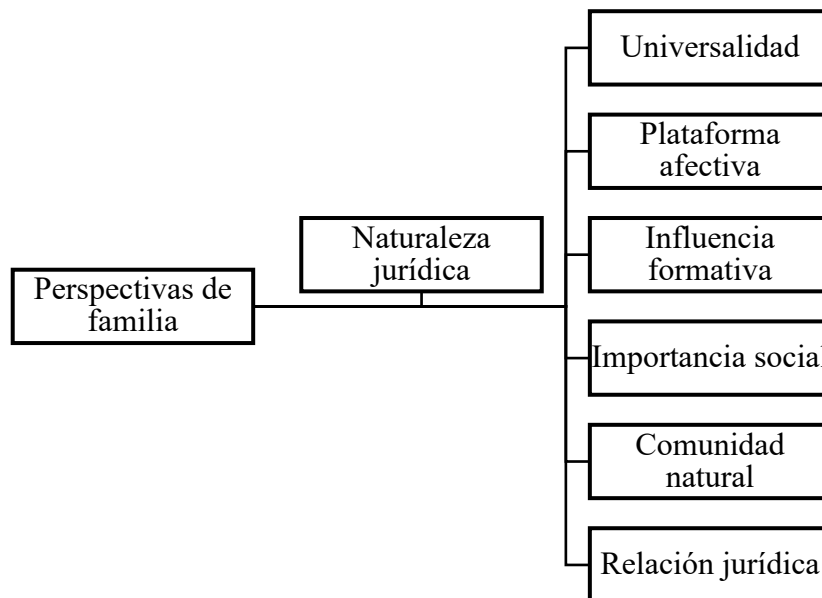 Perspectivas de
familia
Naturaleza
jurídica
Universalidad
Plataforma
afectiva
Influencia
formativa
Importancia social
Comunidad
natural
Relación jurídica